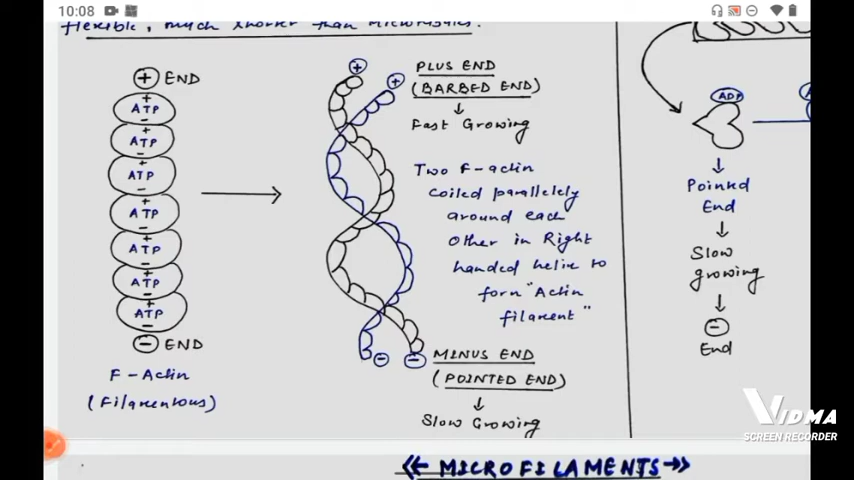 10:08
flexible, much shorter than Microtubules.
+ END
+
ATP
-
+
ATP
-
+
ATP
-
+
ATP
-
+
ATP
-
+
ATP
-
+
ATP
-
- END
F-Actin
(Filamentous)
+
+
PLUS END
(BARBED END)
↓
Fast Growing
Two F-actin
coiled parallely
around each
other in Right
handed helix to
form "Actin
filament"
-
-
MINUS END
(POINTED END)
↓
Slow Growing
ADP
↓
Pointed
End
↓
Slow
growing
↓
-
End
VIDMA
SCREEN RECORDER
MICROFILAMENTS